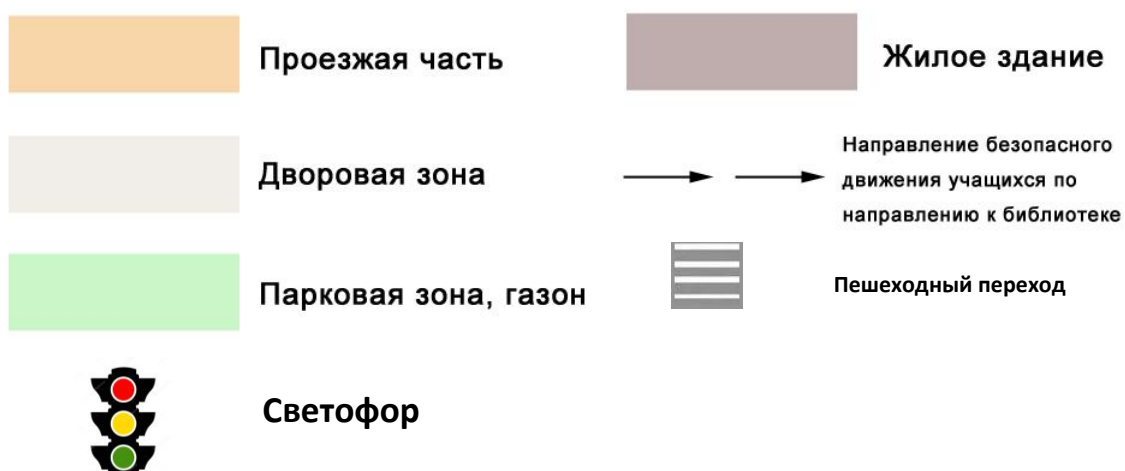 Проезжая часть
Жилое здание
Дворовая зона
Направление безопасного
движения учащихся по
направлению к библиотеке
Парковая зона, газон
Пешеходный переход
Светофор